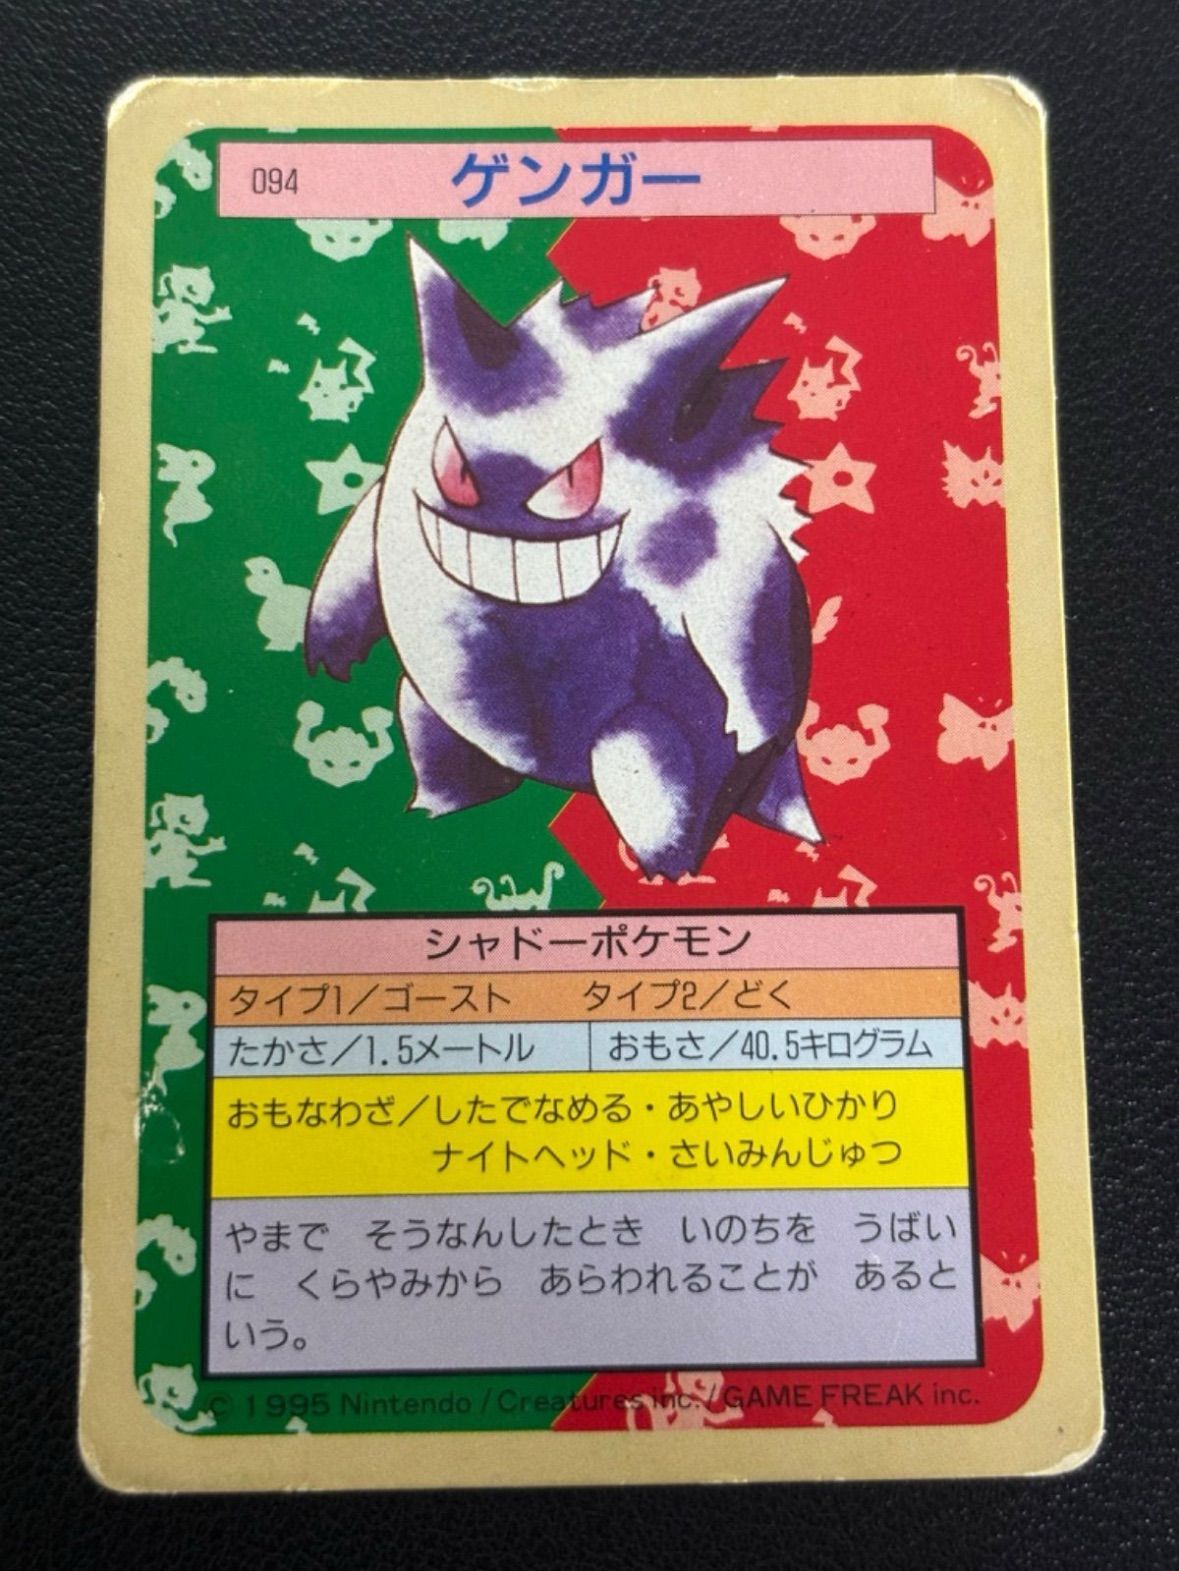 094 ゲンガー
シャドーポケモン
タイプ1/ゴースト タイプ2/どく
たかさ/1.5メートル おもさ/40.5キログラム
おもなわざ/したでなめる・あやしいひかり
ナイトヘッド・さいみんじゅつ
やまで そうなんしたとき いのちを うばい
に くらやみから あらわれることが あると
いう。
© 1995 Nintendo / Creatures inc. / GAME FREAK inc.